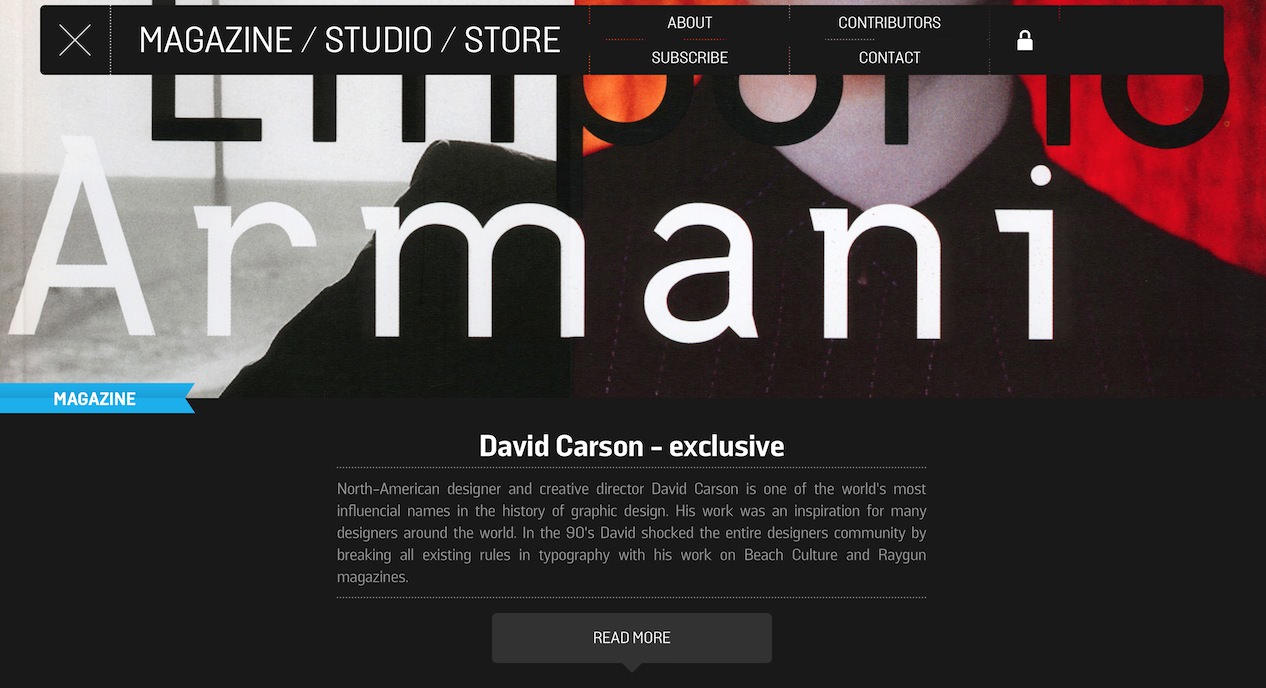 MAGAZINE / STUDIO / STORE
ABOUT
CONTRIBUTORS
SUBSCRIBE
CONTACT
Emporio
Armani
MAGAZINE
David Carson - exclusive
North-American designer and creative director David Carson is one of the world's most
influencial names in the history of graphic design. His work was an inspiration for many
designers around the world. In the 90's David shocked the entire designers community by
breaking all existing rules in typography with his work on Beach Culture and Raygun
magazines.
READ MORE